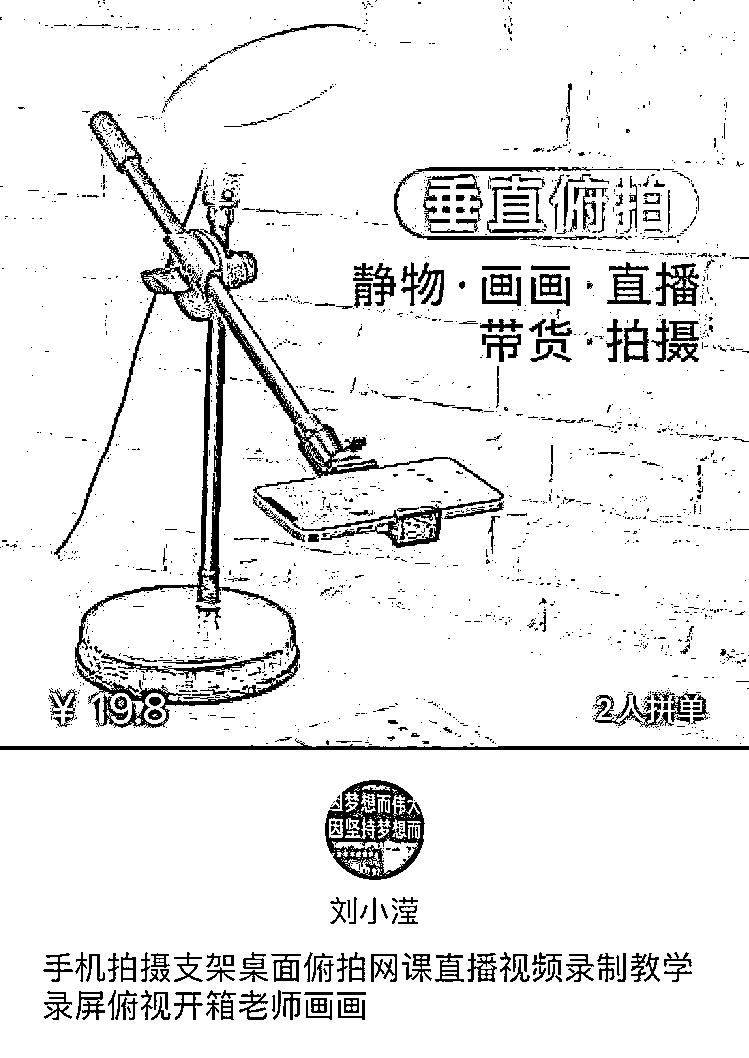 垂直俯拍
静物·画画·直播
带货·拍摄
¥ 19.8
2人拼单
因梦想而伟大
因坚持梦想而
刘小滢
手机拍摄支架桌面俯拍网课直播视频录制教学
录屏俯视开箱老师画画